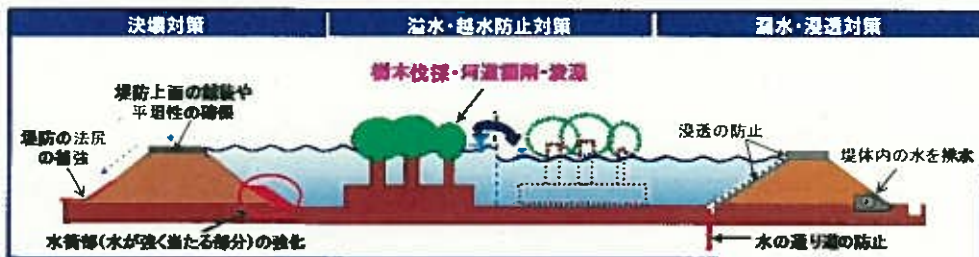 決壊対策
溢水・越水防止対策
漏水・浸透対策
樹木伐採・河道掘削・浚渫
堤防上面の舗装や
平坦性の確保
堤防の法尻
の補強
浸透の防止
堤体内の水を排水
水衝部(水が強く当たる部分)の強化
水の通り道の防止